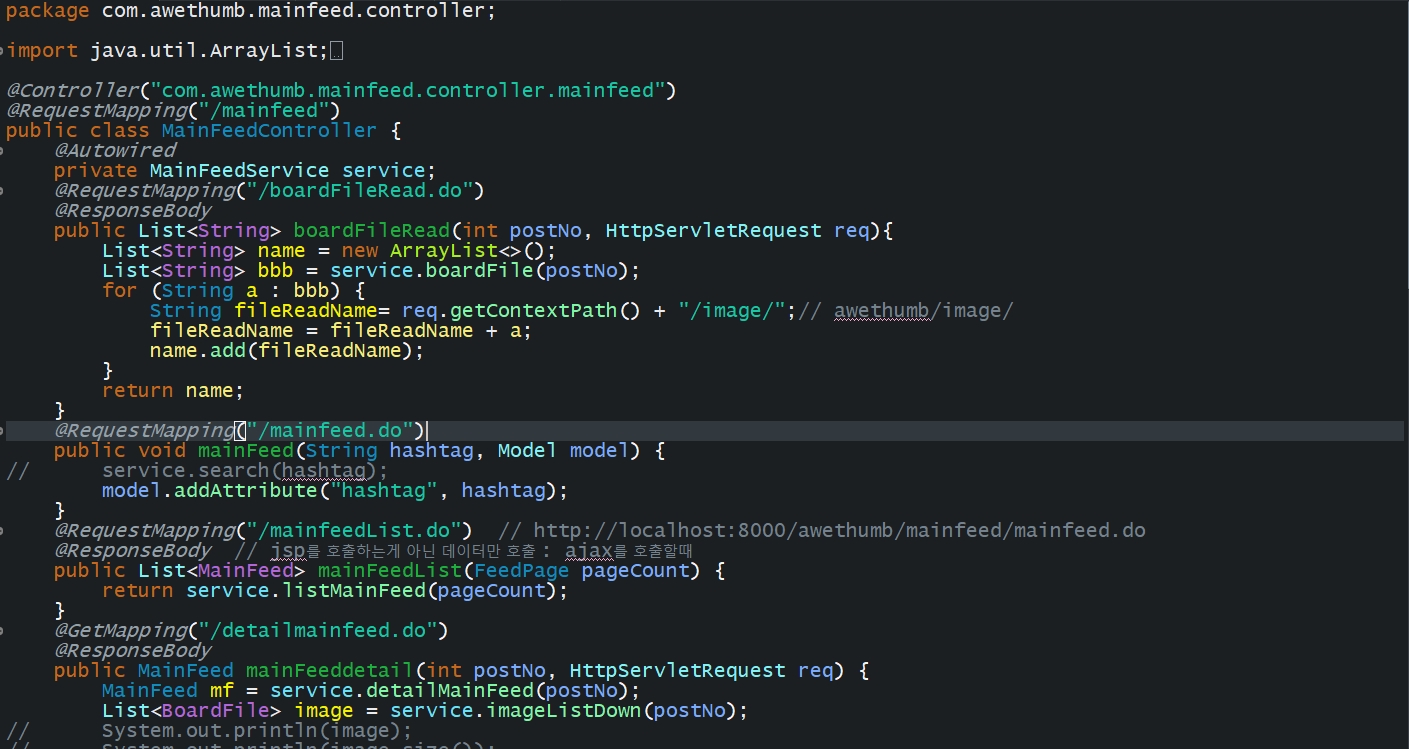 package com.awethumb.mainfeed.controller;
import java.util.ArrayList;
@Controller("com.awethumb.mainfeed.controller.mainfeed")
@RequestMapping("/mainfeed")
public class MainFeedController {
@Autowired
private MainFeedService service;
@RequestMapping("/boardFileRead.do")
@ResponseBody
public List<String> boardFileRead(int postNo, HttpServletRequest req){
List<String> name = new ArrayList<>();
List<String> bbb = service.boardFile(postNo);
for (String a : bbb) {
String fileReadName= req.getContextPath() + "/image/";// awethumb/image/
fileReadName = fileReadName + a;
name.add(fileReadName);
}
return name;
}
@RequestMapping("/mainfeed.do")
public void mainFeed(String hashtag, Model model) {
// service.search(hashtag);
model.addAttribute("hashtag", hashtag);
}
@RequestMapping("/mainfeedList.do") // http://localhost:8000/awethumb/mainfeed/mainfeed.do
@ResponseBody // jsp를 호출하는게 아닌 데이터만 호출 : ajax를 호출할때
public List<MainFeed> mainFeedList(FeedPage pageCount) {
return service.listMainFeed(pageCount);
}
@GetMapping("/detailmainfeed.do")
@ResponseBody
public MainFeed mainFeeddetail(int postNo, HttpServletRequest req) {
MainFeed mf = service.detailMainFeed(postNo);
List<BoardFile> image = service.imageListDown(postNo);
// System.out.println(image);
// System.out.println(image.size());